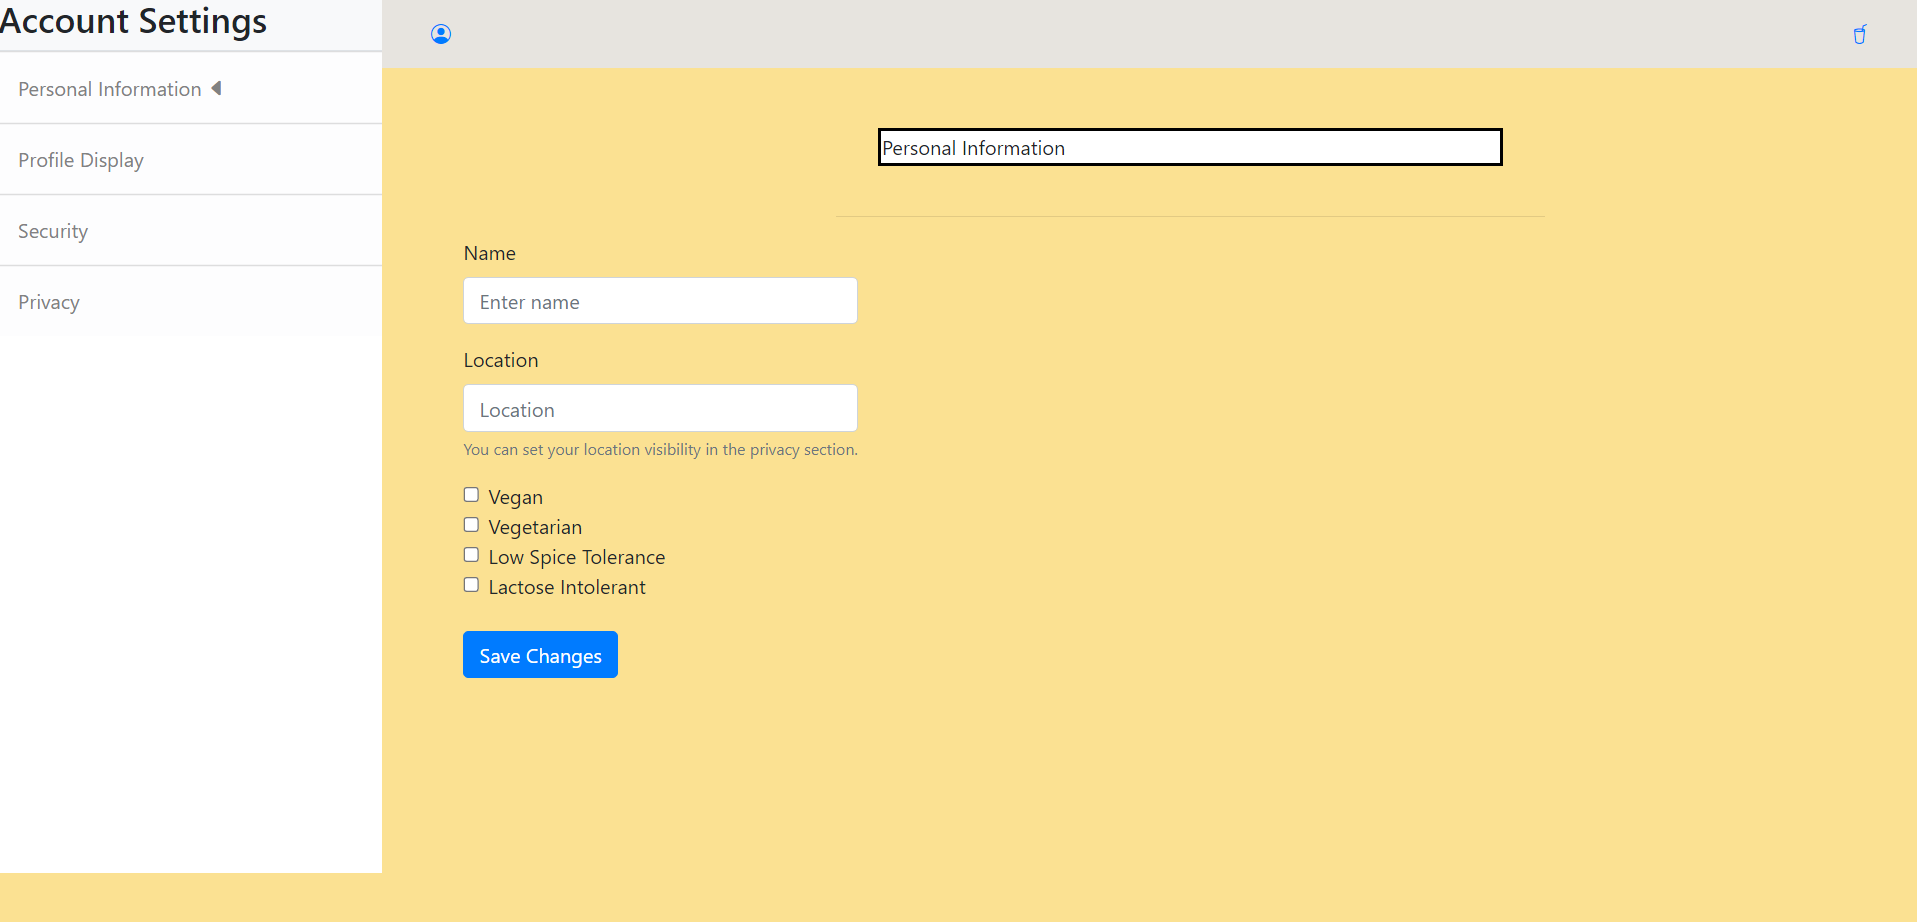 Account Settings
Personal Information
Profile Display
Security
Privacy
Personal Information
Name
Enter name
Location
Location
You can set your location visibility in the privacy section.
Vegan
Vegetarian
Low Spice Tolerance
Lactose Intolerant
Save Changes